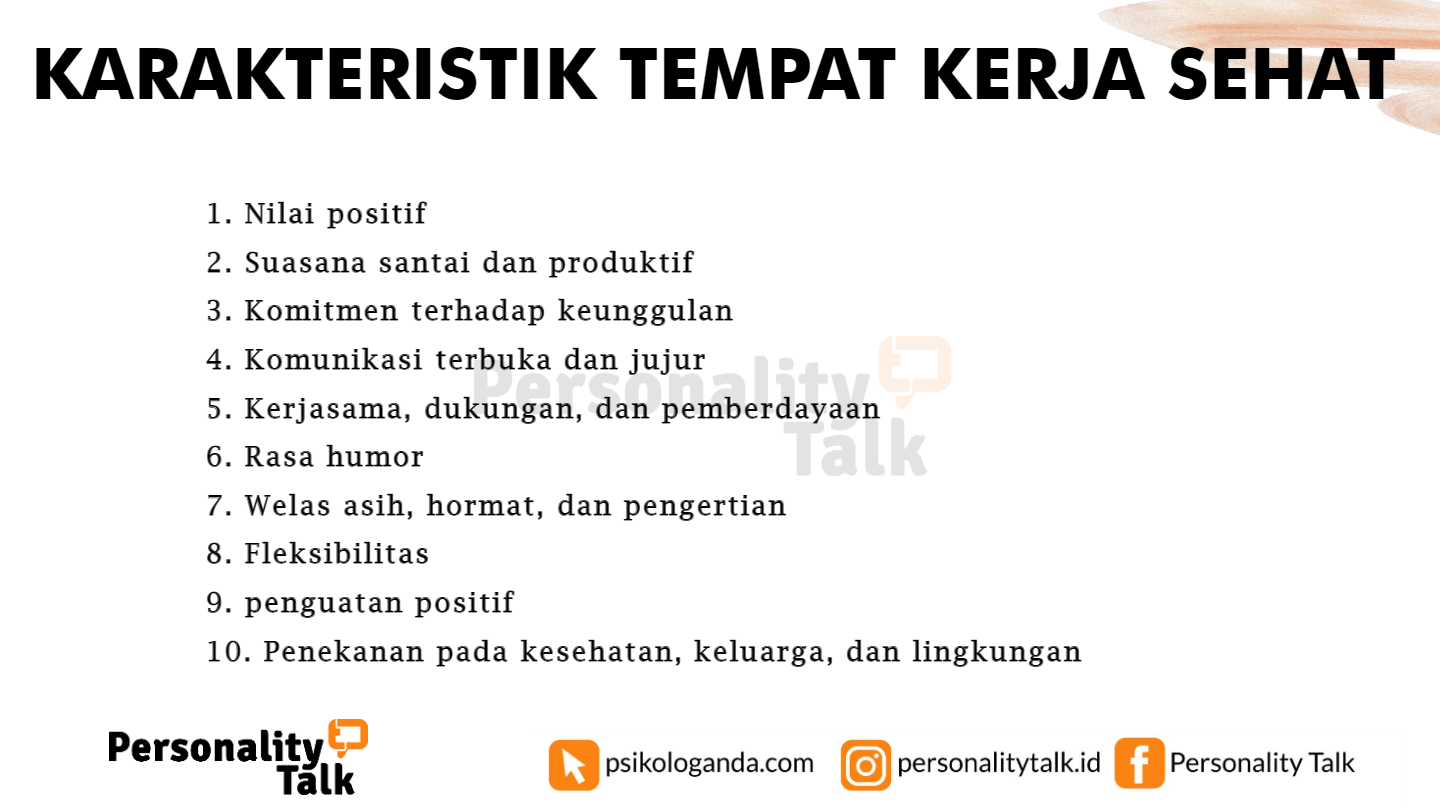 KARAKTERISTIK TEMPAT KERJA SEHAT
1. Nilai positif
2. Suasana santai dan produktif
3. Komitmen terhadap keunggulan
4. Komunikasi terbuka dan jujur
5. Kerjasama, dukungan, dan pemberdayaan
6. Rasa humor
7. Welas asih, hormat, dan pengertian
8. Fleksibilitas
9. penguatan positif
10. Penekanan pada kesehatan, keluarga, dan lingkungan
Personality
Talk
Personality
Talk
psikologanda.com
personalitytalk.id
Personality Talk